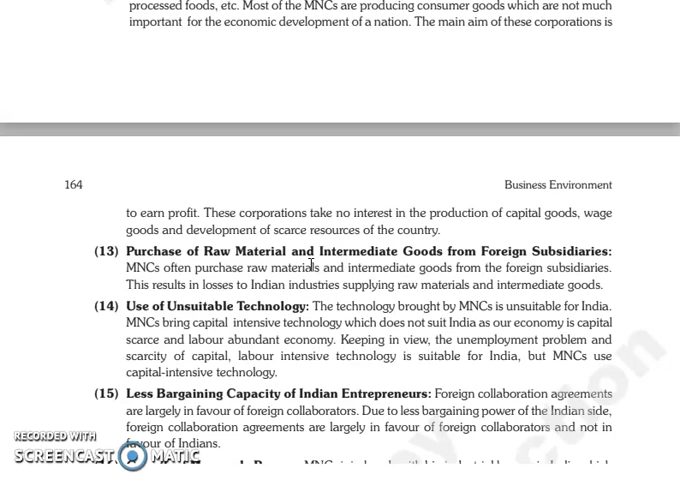 processed foods, etc. Most of the MNCs are producing consumer goods which are not much
important for the economic development of a nation. The main aim of these corporations is
164 Business Environment
to earn profit. These corporations take no interest in the production of capital goods, wage
goods and development of scarce resources of the country.
(13) Purchase of Raw Material and Intermediate Goods from Foreign Subsidiaries:
MNCs often purchase raw materials and intermediate goods from the foreign subsidiaries.
This results in losses to Indian industries supplying raw materials and intermediate goods.
(14) Use of Unsuitable Technology: The technology brought by MNCs is unsuitable for India.
MNCs bring capital intensive technology which does not suit India as our economy is capital
scarce and labour abundant economy. Keeping in view, the unemployment problem and
scarcity of capital, labour intensive technology is suitable for India, but MNCs use
capital-intensive technology.
(15) Less Bargaining Capacity of Indian Entrepreneurs: Foreign collaboration agreements
are largely in favour of foreign collaborators. Due to less bargaining power of the Indian side,
foreign collaboration agreements are largely in favour of foreign collaborators and not in
favour of Indians.
RECORDED WITH
SCREENCAST MATIC